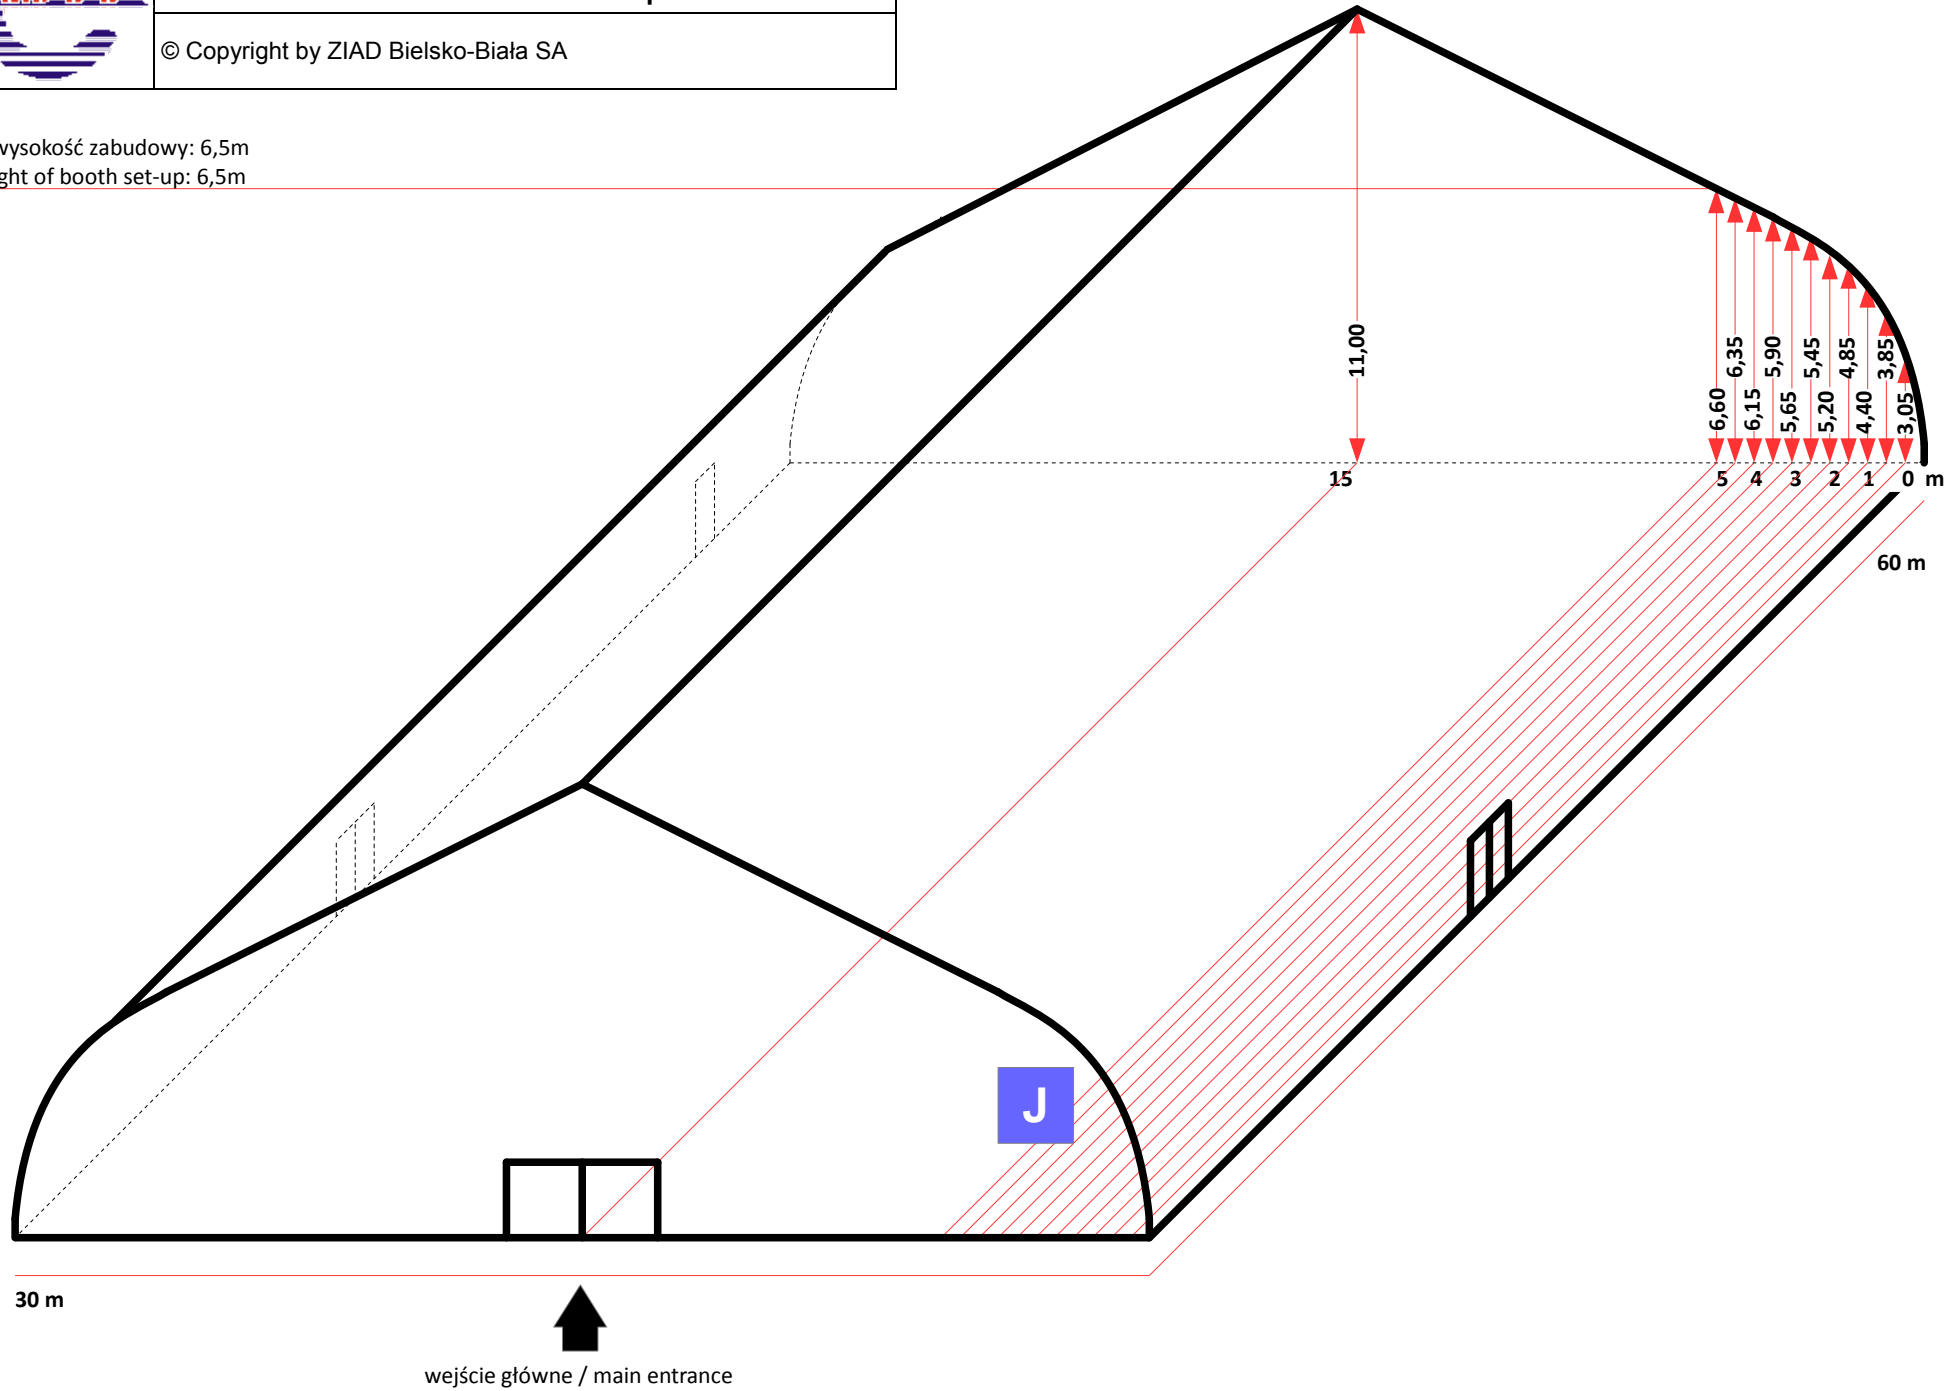 © Copyright by ZIAD Bielsko-Biała SA
wysokość zabudowy: 6,5m
ght of booth set-up: 6,5m
11,00
6,60
6,35
6,15
5,90
5,65
5,45
5,20
4,85
4,40
3,85
3,05
15
5 4 3 2 1 0 m
60 m
J
30 m
wejście główne / main entrance